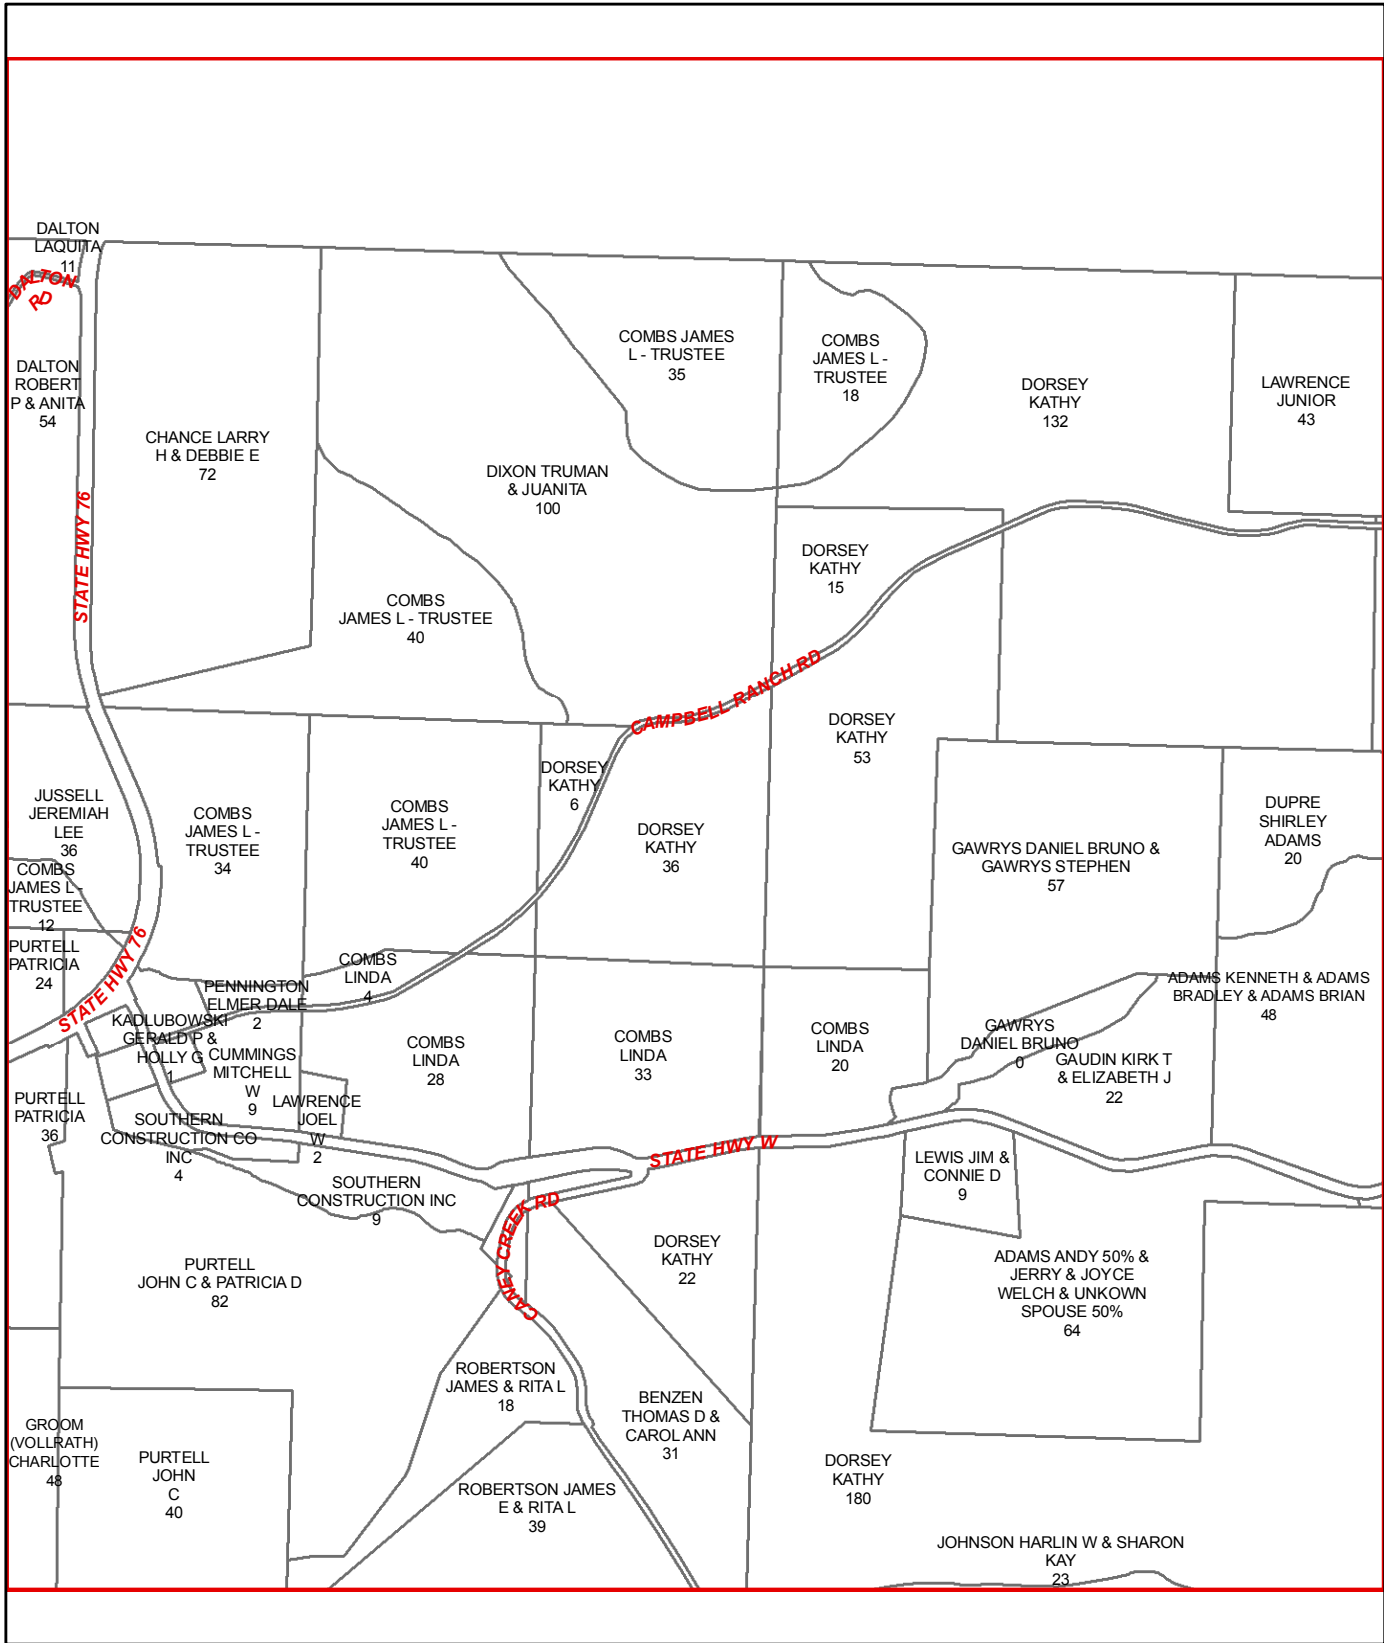 DALTON
LAQUITA
11
DALTON
RD
DALTON
ROBERT
P & ANITA
54
CHANCE LARRY
H & DEBBIE E
72
STATE HWY 76
COMBS JAMES
L - TRUSTEE
35
COMBS
JAMES L -
TRUSTEE
18
DORSEY
KATHY
132
LAWRENCE
JUNIOR
43
DIXON TRUMAN
& JUANITA
100
DORSEY
KATHY
15
COMBS
JAMES L - TRUSTEE
40
CAMPBELL RANCH RD
DORSEY
KATHY
53
JUSSELL
JEREMIAH
LEE
36
COMBS
JAMES L -
TRUSTEE
34
COMBS
JAMES L -
TRUSTEE
40
DORSEY
KATHY
6
DORSEY
KATHY
36
GAWRYS DANIEL BRUNO &
GAWRYS STEPHEN
57
DUPRE
SHIRLEY
ADAMS
20
COMBS
JAMES L -
TRUSTEE
12
PURTELL
PATRICIA
24
STATE HWY 76
COMBS
LINDA
4
PENNINGTON
ELMER DALE
2
KADLUBOWSKI
GERALD P &
HOLLY G
1
CUMMINGS
MITCHELL
W
9
COMBS
LINDA
28
COMBS
LINDA
33
COMBS
LINDA
20
GAWRYS
DANIEL BRUNO
0
ADAMS KENNETH & ADAMS
BRADLEY & ADAMS BRIAN
48
GAUDIN KIRK T
& ELIZABETH J
22
PURTELL
PATRICIA
36
LAWRENCE
JOEL
W
2
SOUTHERN
CONSTRUCTION CO
INC
4
STATE HWY W
LEWIS JIM &
CONNIE D
9
SOUTHERN
CONSTRUCTION INC
9
CANEY CREEK RD
DORSEY
KATHY
22
PURTELL
JOHN C & PATRICIA D
82
ADAMS ANDY 50% &
JERRY & JOYCE
WELCH & UNKOWN
SPOUSE 50%
64
ROBERTSON
JAMES & RITA L
18
BENZEN
THOMAS D &
CAROL ANN
31
GROOM
(VOLLRATH)
CHARLOTTE
48
PURTELL
JOHN
C
40
DORSEY
KATHY
180
ROBERTSON JAMES
E & RITA L
39
JOHNSON HARLIN W & SHARON
KAY
23